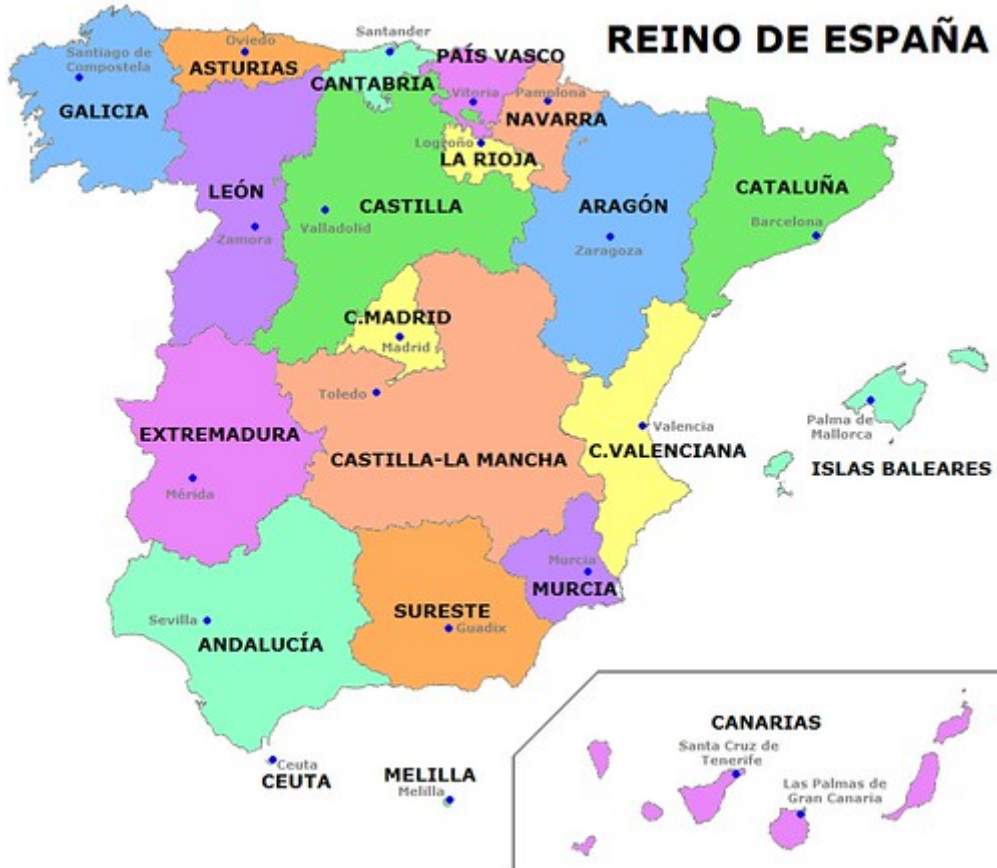 REINO DE ESPAÑA
Oviedo
ASTURIAS
Santander
CANTABRIA
PAÍS VASCO
Vitoria
Pamplona
NAVARRA
Santiago de
Compostela
GALICIA
Logroño
LA RIOJA
LEÓN
Zamora
CASTILLA
Valladolid
ARAGÓN
Zaragoza
CATALUÑA
Barcelona
C.MADRID
Madrid
Toledo
CASTILLA-LA MANCHA
EXTREMADURA
Mérida
Valencia
C.VALENCIANA
Palma de
Mallorca
ISLAS BALEARES
Murcia
MURCIA
SURESTE
Guadix
Sevilla
ANDALUCÍA
Ceuta
CEUTA
MELILLA
Melilla
CANARIAS
Santa Cruz de
Tenerife
Las Palmas de
Gran Canaria